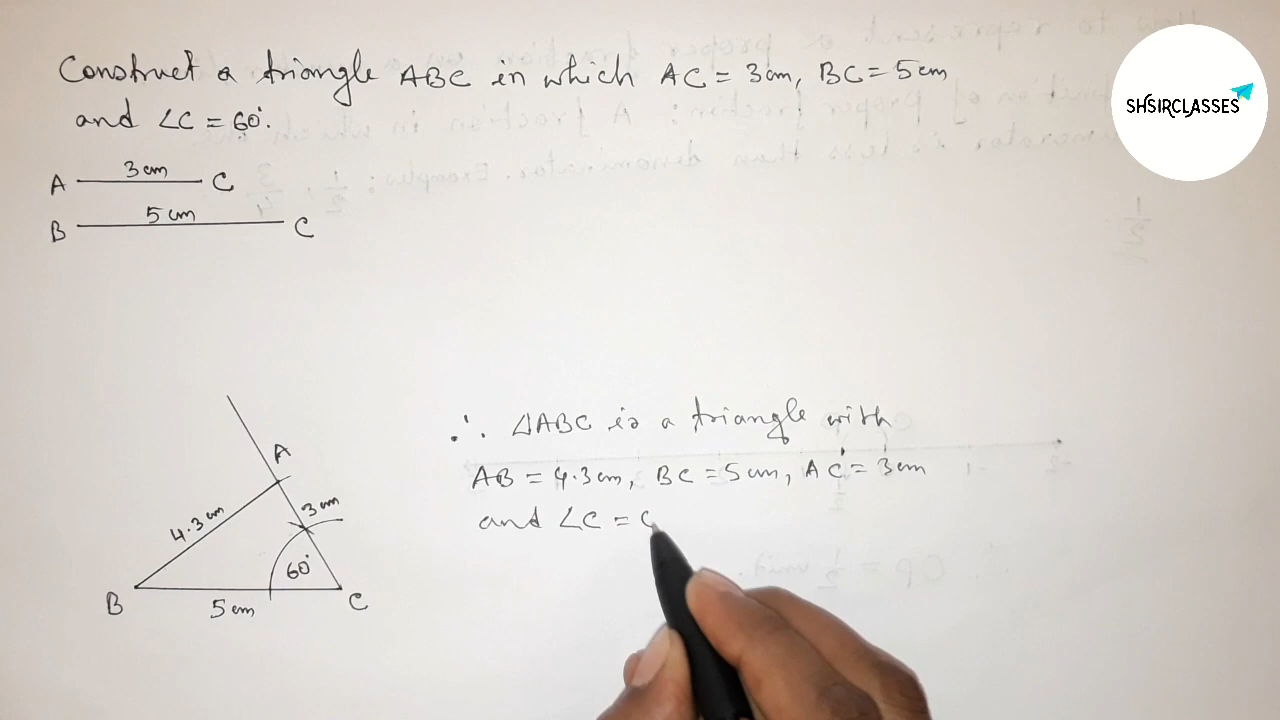 Construct a triangle ABC in which AC = 3cm, BC = 5cm
and ∠C = 60°.
SHSIRCLASSES
A 3cm C
B 5cm C
A
4.3cm
3cm
60°
B 5cm C
∴ △ABC is a triangle with
AB = 4.3cm, BC = 5cm, AC = 3cm
and ∠C =